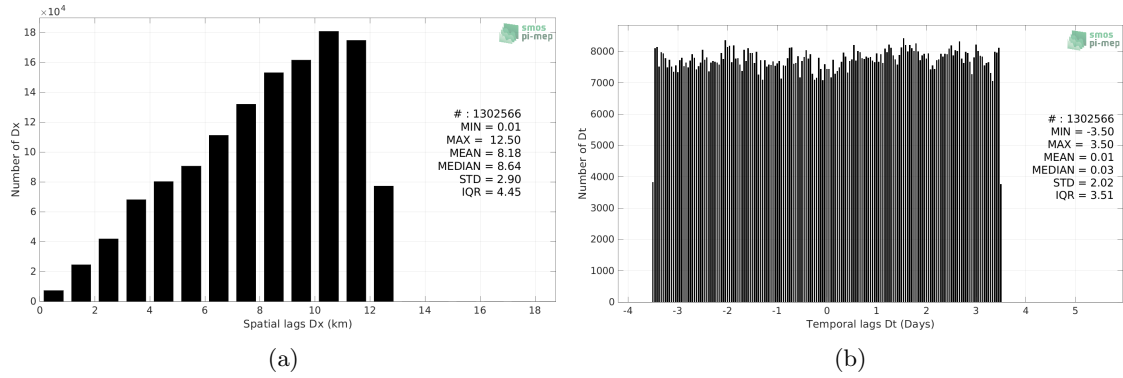 ×10⁴
18
16
14
12
10
8
6
4
2
0
Number of Dx
0 2 4 6 8 10 12 14 16 18
Spatial lags Dx (km)
smos
pi-mep
# : 1302566
MIN = 0.01
MAX = 12.50
MEAN = 8.18
MEDIAN = 8.64
STD = 2.90
IQR = 4.45
(a)
8000
7000
6000
5000
4000
3000
2000
1000
0
Number of Dt
-4 -3 -2 -1 0 1 2 3 4 5
Temporal lags Dt (Days)
smos
pi-mep
# : 1302566
MIN = -3.50
MAX = 3.50
MEAN = 0.01
MEDIAN = 0.03
STD = 2.02
IQR = 3.51
(b)